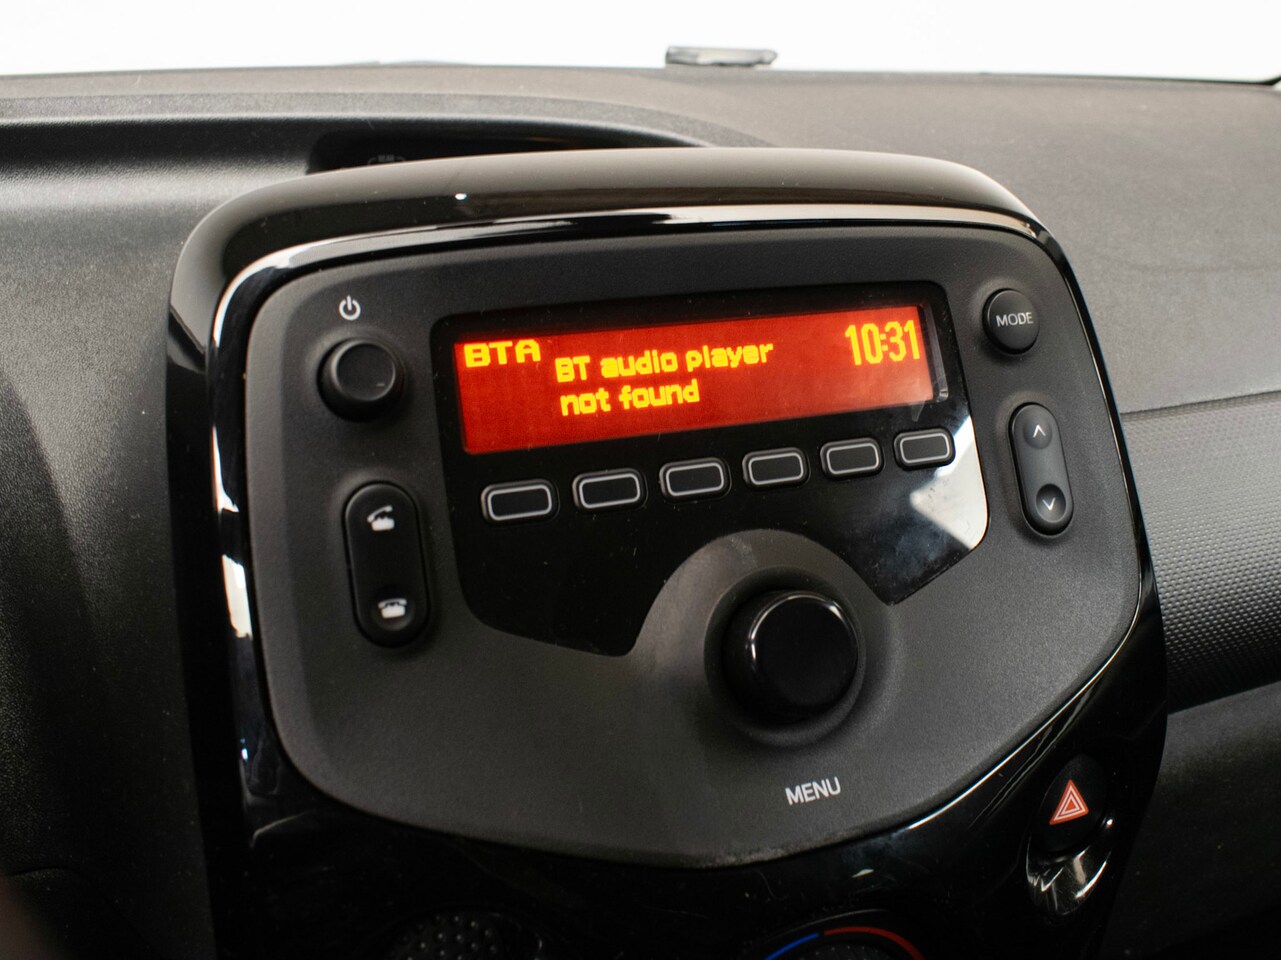 BTA
BT audio player
not found
10:31
MODE
MENU